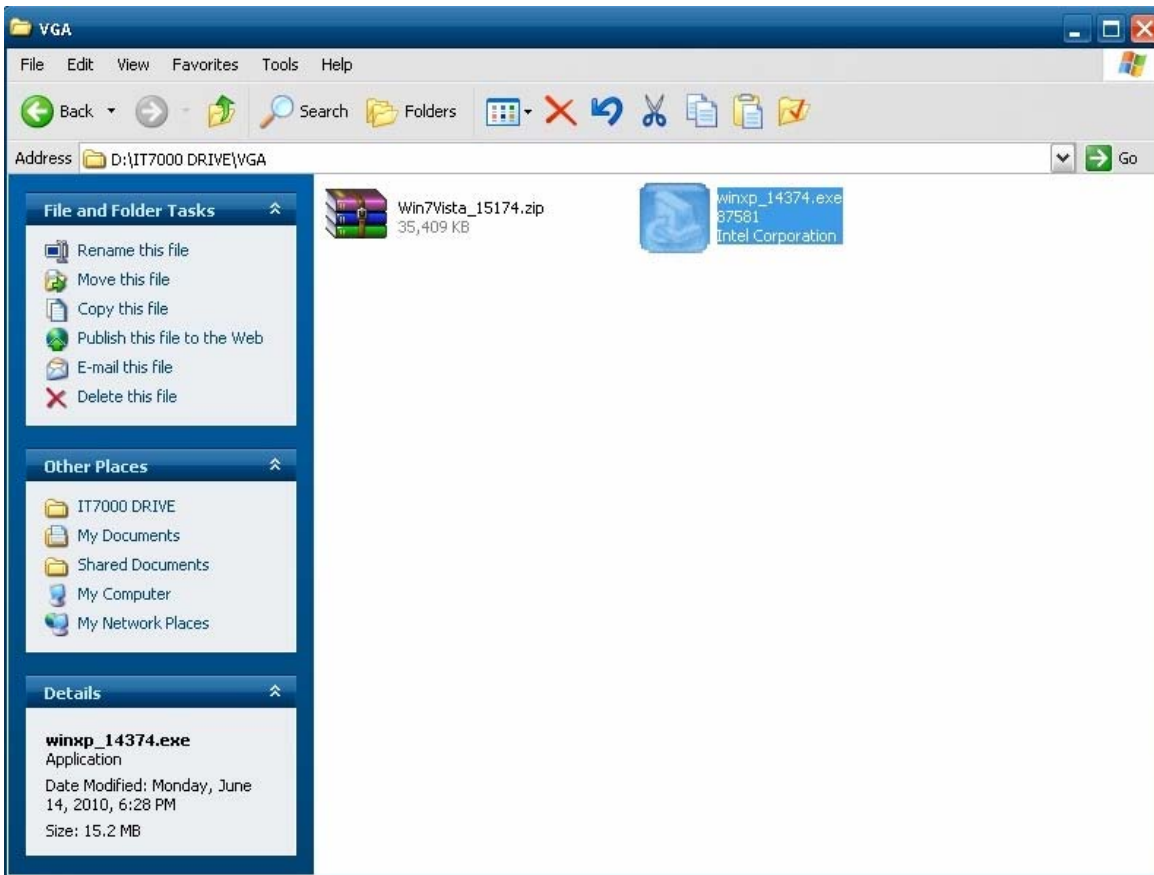 VGA
File Edit View Favorites Tools Help
Back Search Folders
Address D:\IT7000 DRIVE\VGA Go
File and Folder Tasks
Rename this file
Move this file
Copy this file
Publish this file to the Web
E-mail this file
Delete this file
Other Places
IT7000 DRIVE
My Documents
Shared Documents
My Computer
My Network Places
Details
winxp_14374.exe
Application
Date Modified: Monday, June
14, 2010, 6:28 PM
Size: 15.2 MB
Win7Vista_15174.zip
35,409 KB
winxp_14374.exe
87581
Intel Corporation